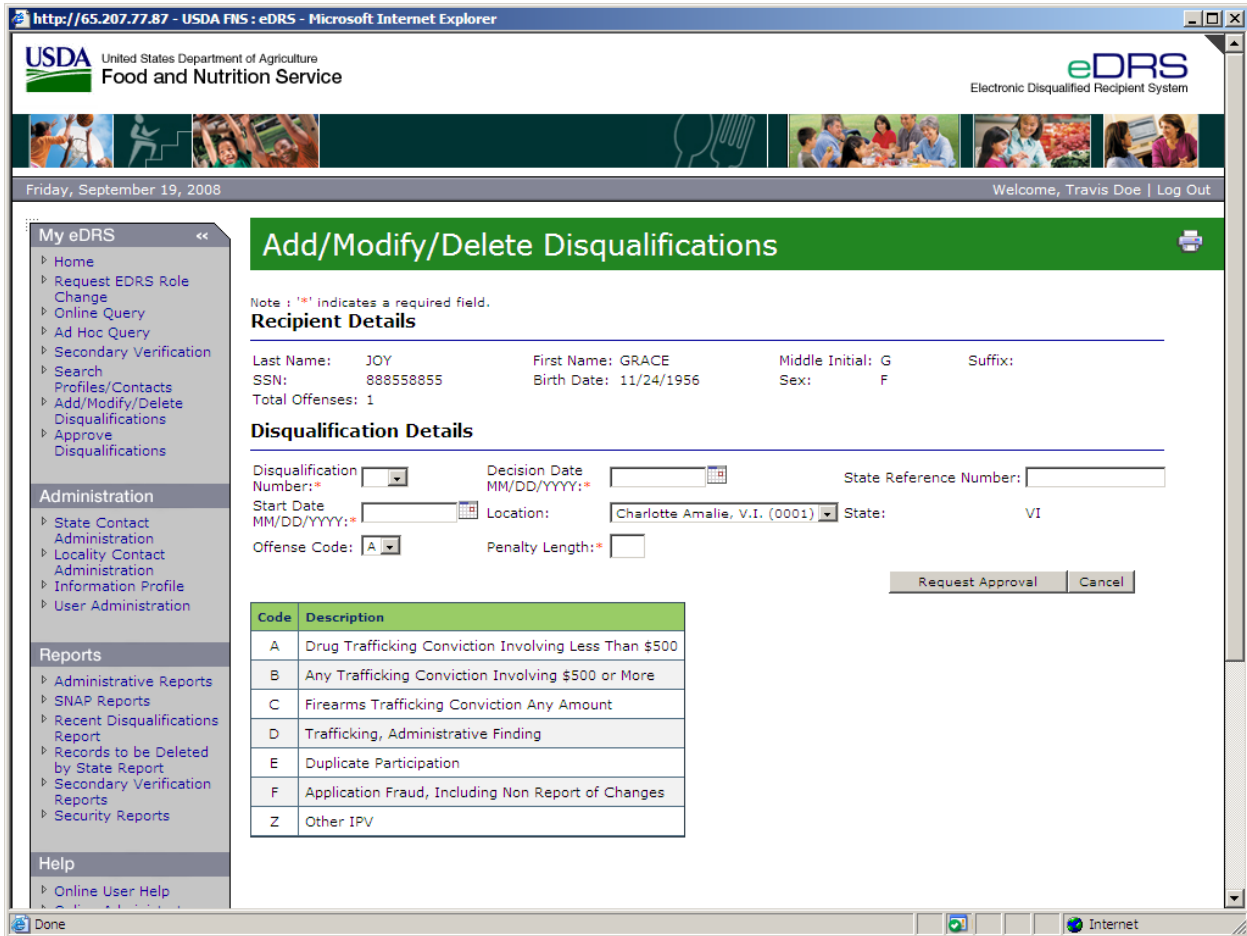 http://65.207.77.87 - USDA FNS : eDRS - Microsoft Internet Explorer
USDA United States Department of Agriculture
Food and Nutrition Service
eDRS
Electronic Disqualified Recipient System
Friday, September 19, 2008
Welcome, Travis Doe | Log Out
My eDRS <<
Home
Request EDRS Role
Change
Online Query
Ad Hoc Query
Secondary Verification
Search
Profiles/Contacts
Add/Modify/Delete
Disqualifications
Approve
Disqualifications
Administration
State Contact
Administration
Locality Contact
Administration
Information Profile
User Administration
Reports
Administrative Reports
SNAP Reports
Recent Disqualifications
Report
Records to be Deleted
by State Report
Secondary Verification
Reports
Security Reports
Help
Online User Help
Add/Modify/Delete Disqualifications
Note : '*' indicates a required field.
Recipient Details
Last Name: JOY First Name: GRACE Middle Initial: G Suffix:
SSN: 888558855 Birth Date: 11/24/1956 Sex: F
Total Offenses: 1
Disqualification Details
Disqualification
Number:*
Decision Date
MM/DD/YYYY:*
State Reference Number:
Start Date
MM/DD/YYYY:*
Location: Charlotte Amalie, V.I. (0001) State: VI
Offense Code: A Penalty Length:*
Request Approval Cancel
Code Description
A Drug Trafficking Conviction Involving Less Than $500
B Any Trafficking Conviction Involving $500 or More
C Firearms Trafficking Conviction Any Amount
D Trafficking, Administrative Finding
E Duplicate Participation
F Application Fraud, Including Non Report of Changes
Z Other IPV
Done
Internet